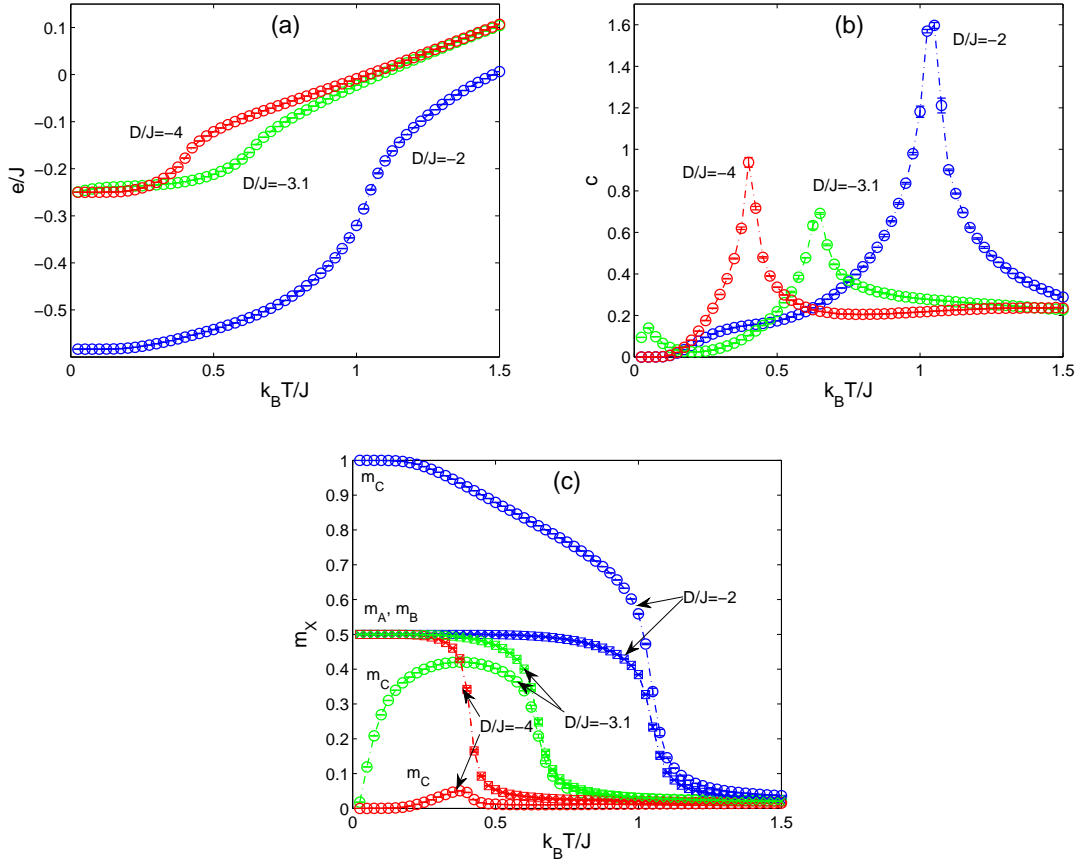 (a)
0.1
0
−0.1
−0.2
−0.3
−0.4
−0.5
e/J
D/J=−4
D/J=−3.1
D/J=−2
0
0.5
1
1.5
k_B T/J
(b)
1.6
1.4
1.2
1
0.8
0.6
0.4
0.2
0
c
D/J=−2
D/J=−4
D/J=−3.1
0
0.5
1
1.5
k_B T/J
(c)
1
0.9
0.8
0.7
0.6
0.5
0.4
0.3
0.2
0.1
0
m_X
m_C
D/J=−2
m_A, m_B
m_C
D/J=−4
D/J=−3.1
m_C
0
0.5
1
1.5
k_B T/J